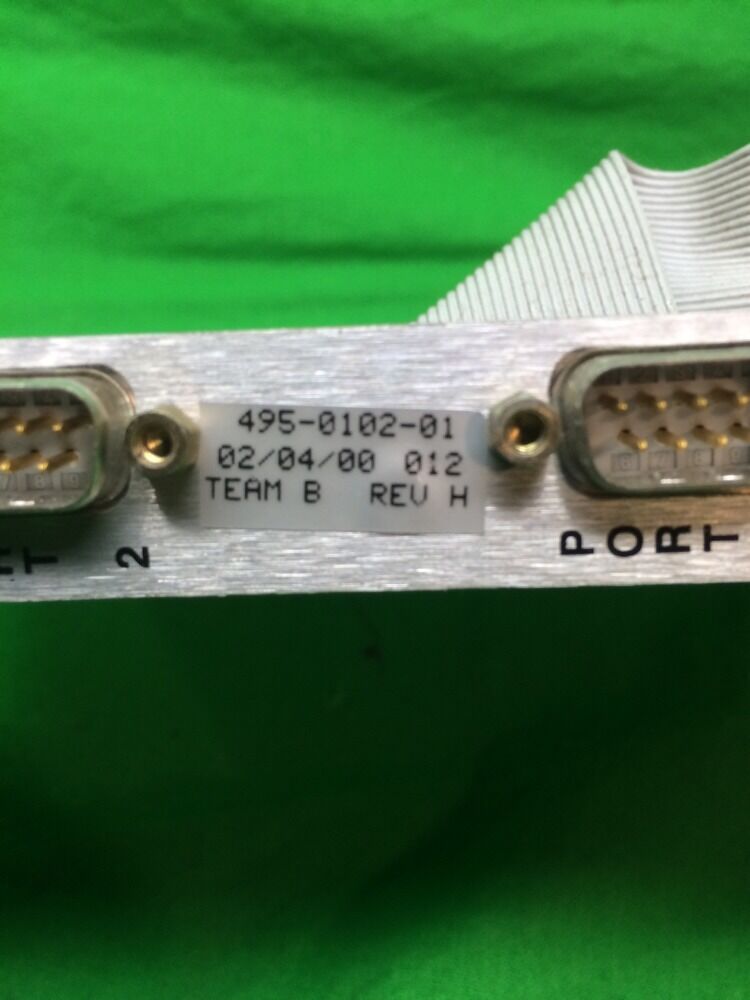 495-0102-01
02/04/00 012
TEAM B REV H
2
PORT